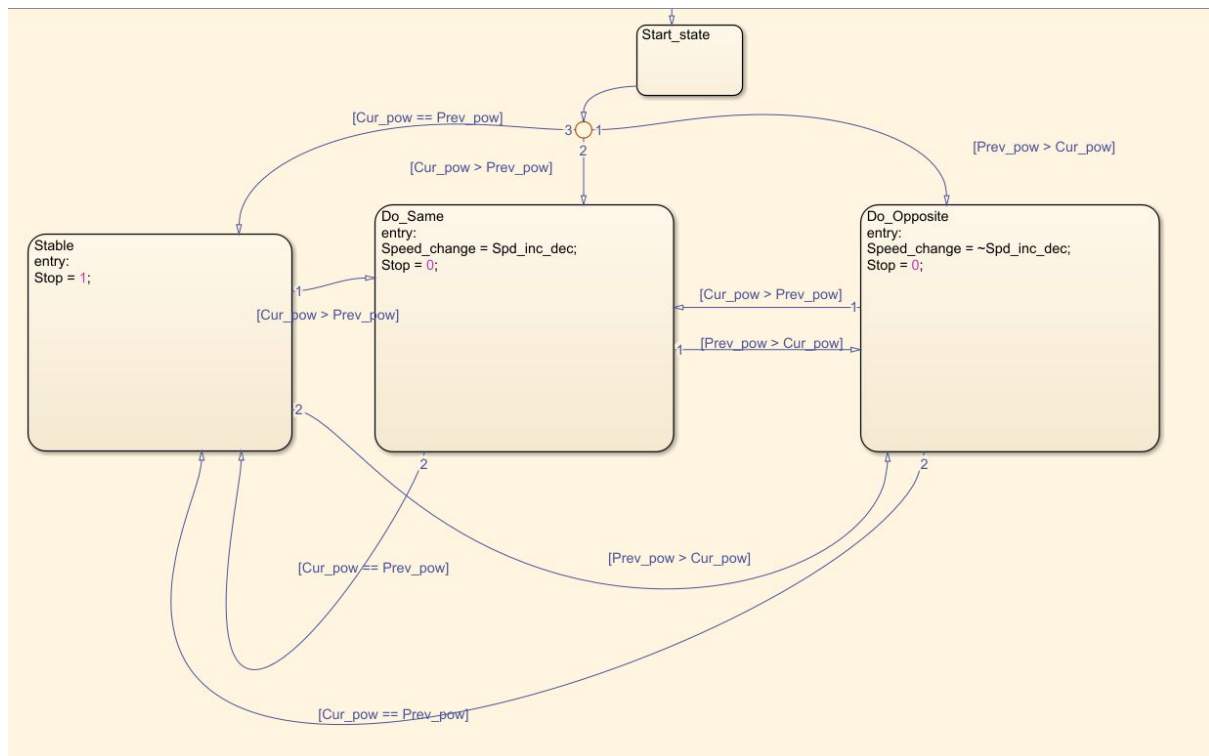 Start_state
[Cur_pow == Prev_pow]
3
1
2
[Prev_pow > Cur_pow]
[Cur_pow > Prev_pow]
Stable
entry:
Stop = 1;
Do_Same
entry:
Speed_change = Spd_inc_dec;
Stop = 0;
Do_Opposite
entry:
Speed_change = ~Spd_inc_dec;
Stop = 0;
1
[Cur_pow > Prev_pow]
[Cur_pow > Prev_pow]
1
1
[Prev_pow > Cur_pow]
2
2
2
[Prev_pow > Cur_pow]
[Cur_pow == Prev_pow]
[Cur_pow == Prev_pow]